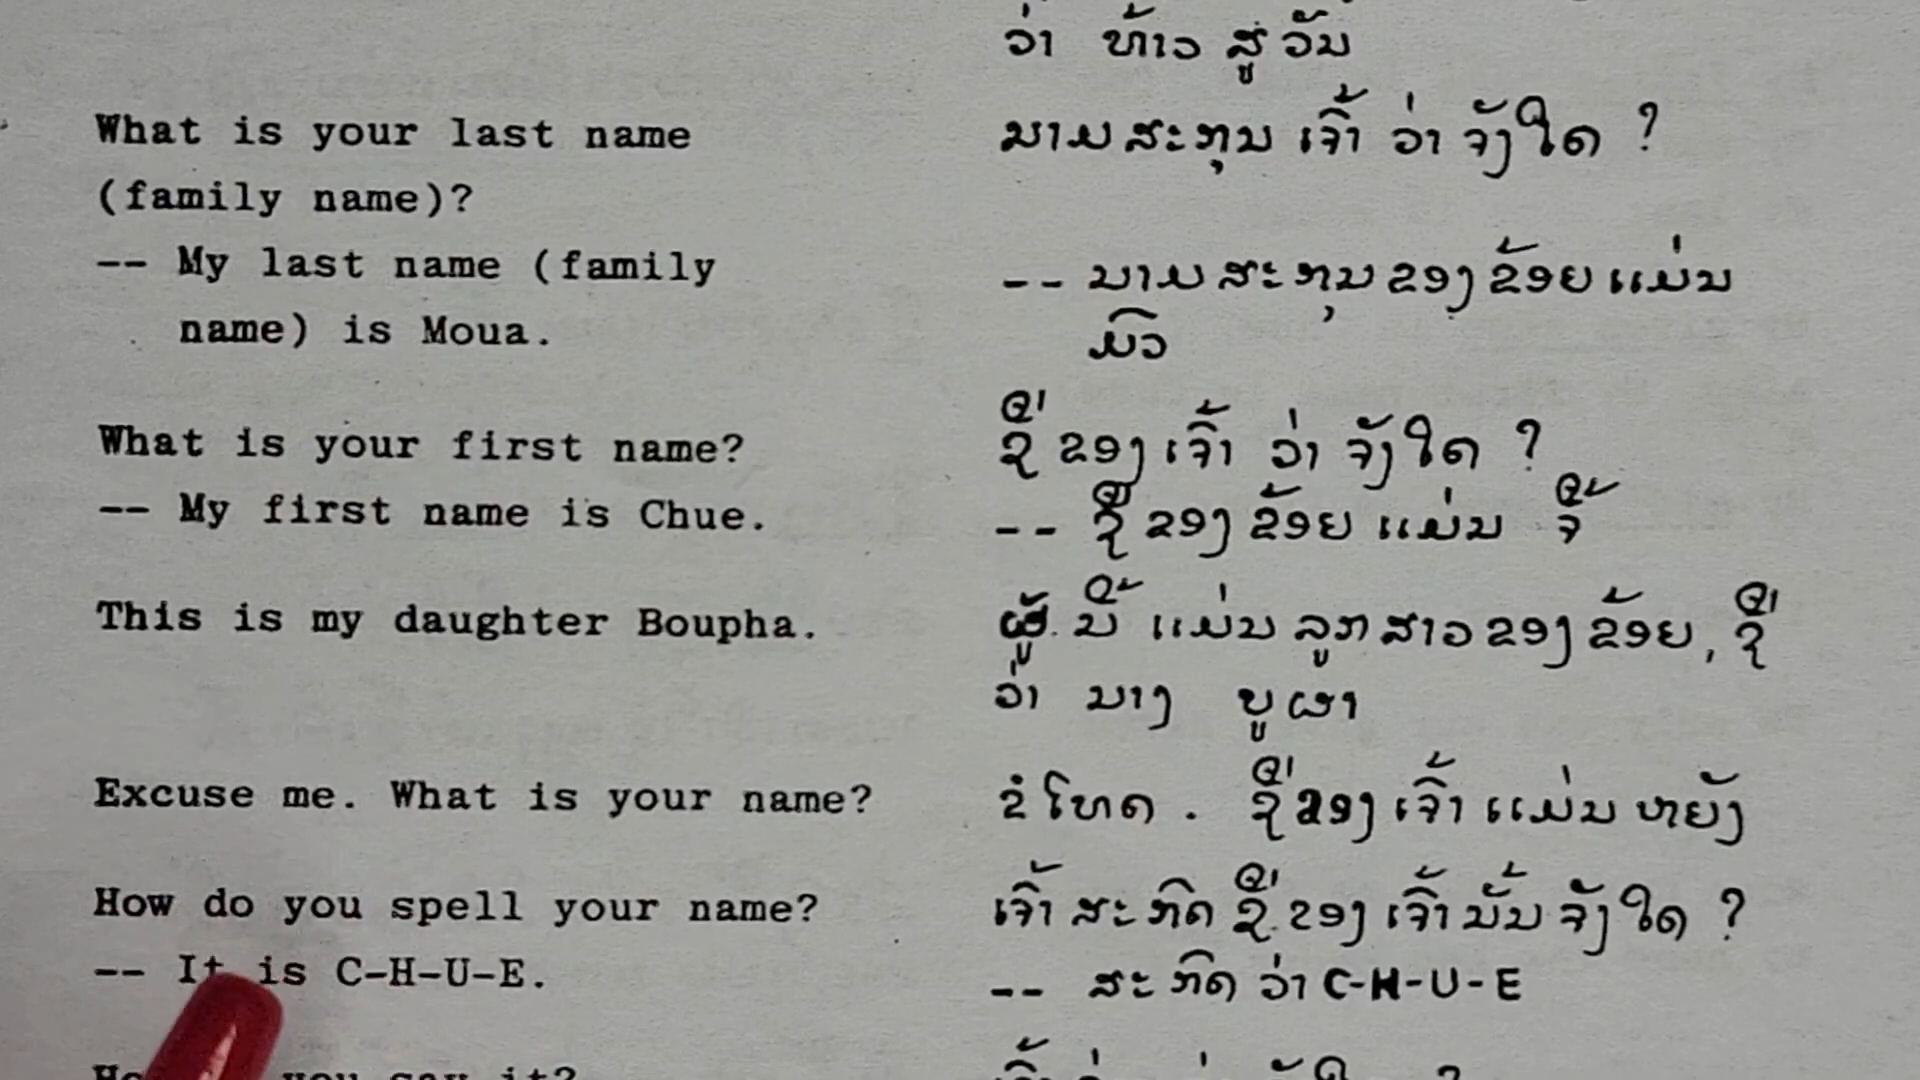 ວ່າ ທ້າວ ສູ່ ວັນ
What is your last name
(family name)?
ນາມສະກຸນ ເຈົ້າ ວ່າ ຈັ່ງໃດ ?
-- My last name (family
name) is Moua.
-- ນາມສະກຸນຂອງຂ້ອຍແມ່ນ
ມົວ
What is your first name?
ຊື່ ຂອງ ເຈົ້າ ວ່າ ຈັ່ງໃດ ?
-- My first name is Chue.
-- ຊື່ ຂອງ ຂ້ອຍ ແມ່ນ ຈື້
This is my daughter Boupha.
ຜູ້ ນີ້ ແມ່ນ ລູກສາວຂອງຂ້ອຍ, ຊື່
ວ່າ ນາງ ບູຜາ
Excuse me. What is your name?
ຂໍໂທດ . ຊື່ຂອງ ເຈົ້າ ແມ່ນ ຫຍັງ
How do you spell your name?
ເຈົ້າ ສະກົດ ຊື່ ຂອງ ເຈົ້ານັ້ນ ຈັ່ງໃດ ?
-- It is C-H-U-E.
-- ສະກົດ ວ່າ C-H-U-E
you say it?